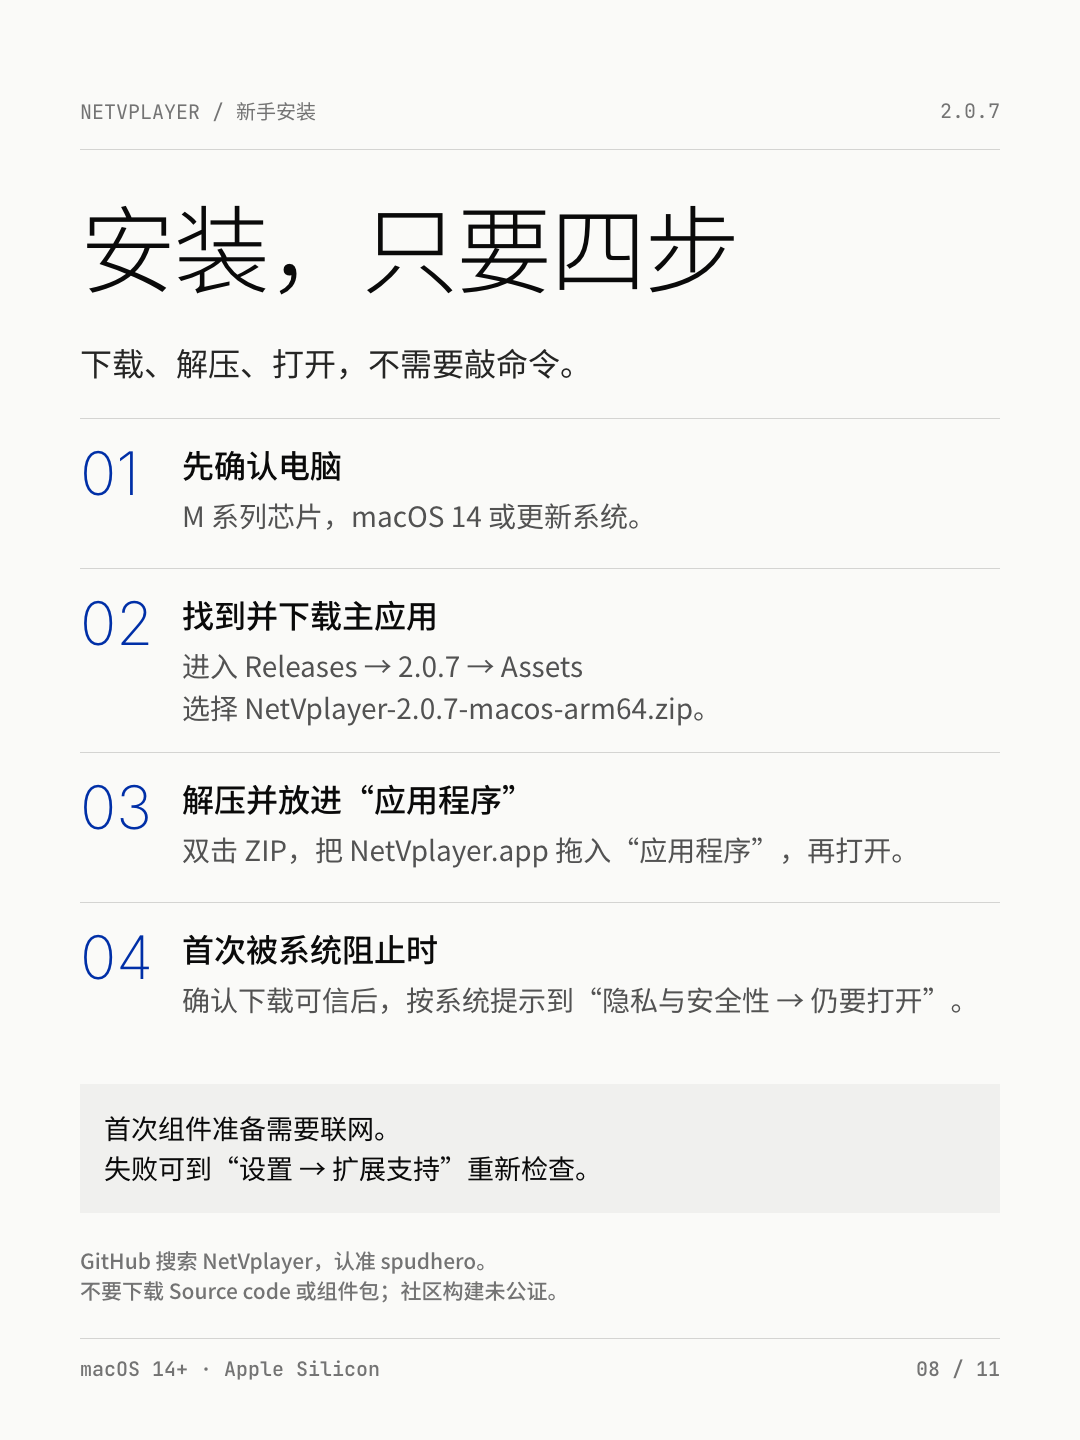 NETVPLAYER / 新手安装
2.0.7
安装，只要四步
下载、解压、打开，不需要敲命令。
01
先确认电脑
M 系列芯片，macOS 14 或更新系统。
02
找到并下载主应用
进入 Releases → 2.0.7 → Assets
选择 NetVplayer-2.0.7-macos-arm64.zip。
03
解压并放进“应用程序”
双击 ZIP，把 NetVplayer.app 拖入“应用程序”，再打开。
04
首次被系统阻止时
确认下载可信后，按系统提示到“隐私与安全性 → 仍要打开”。
首次组件准备需要联网。
失败可到“设置 → 扩展支持”重新检查。
GitHub 搜索 NetVplayer，认准 spudhero。
不要下载 Source code 或组件包；社区构建未公证。
macOS 14+ · Apple Silicon
08 / 11